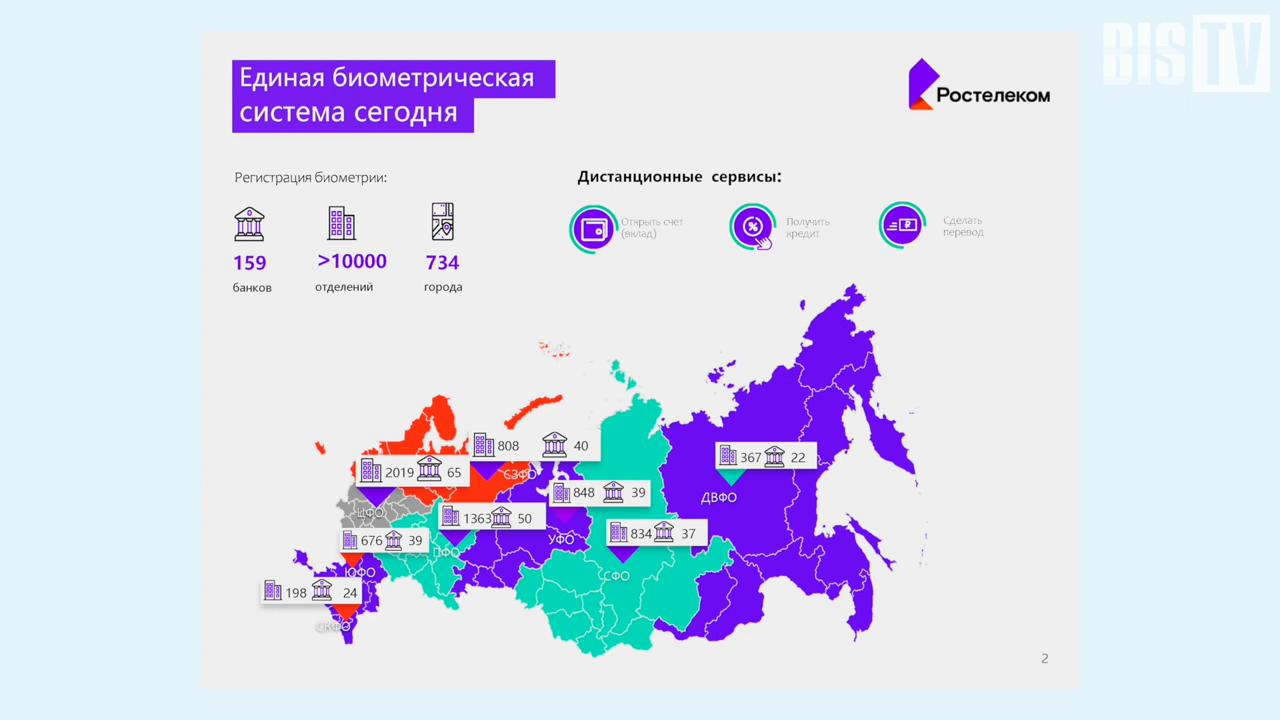 BIS TV
Единая биометрическая
система сегодня
Ростелеком
Регистрация биометрии:
159
банков
>10000
отделений
734
города
Дистанционные сервисы:
Открыть счет
(вклад)
Получить
кредит
Сделать
перевод
808 40
2019 65
СЗФО
367 22
ДВФО
848 39
ЦФО
1363 50
УФО
834 37
676 39
ПФО
ЮФО
СФО
198 24
СКФО
2